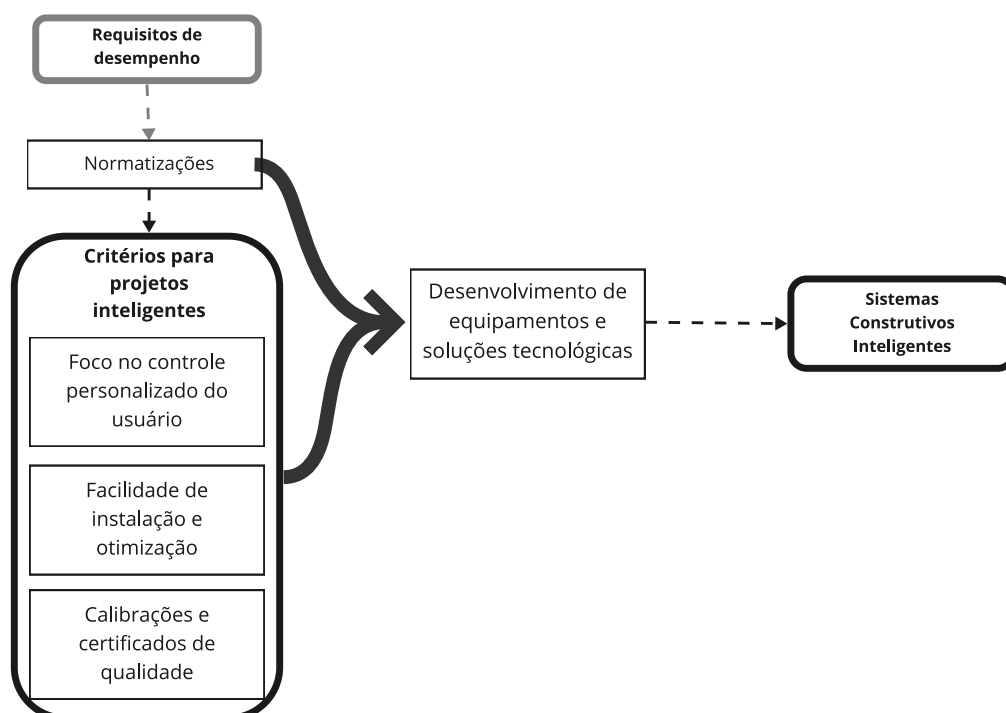 Requisitos de
desempenho
Normatizações
Critérios para
projetos
inteligentes
Foco no controle
personalizado do
usuário
Facilidade de
instalação e
otimização
Calibrações e
certificados de
qualidade
Desenvolvimento de
equipamentos e
soluções tecnológicas
Sistemas
Construtivos
Inteligentes